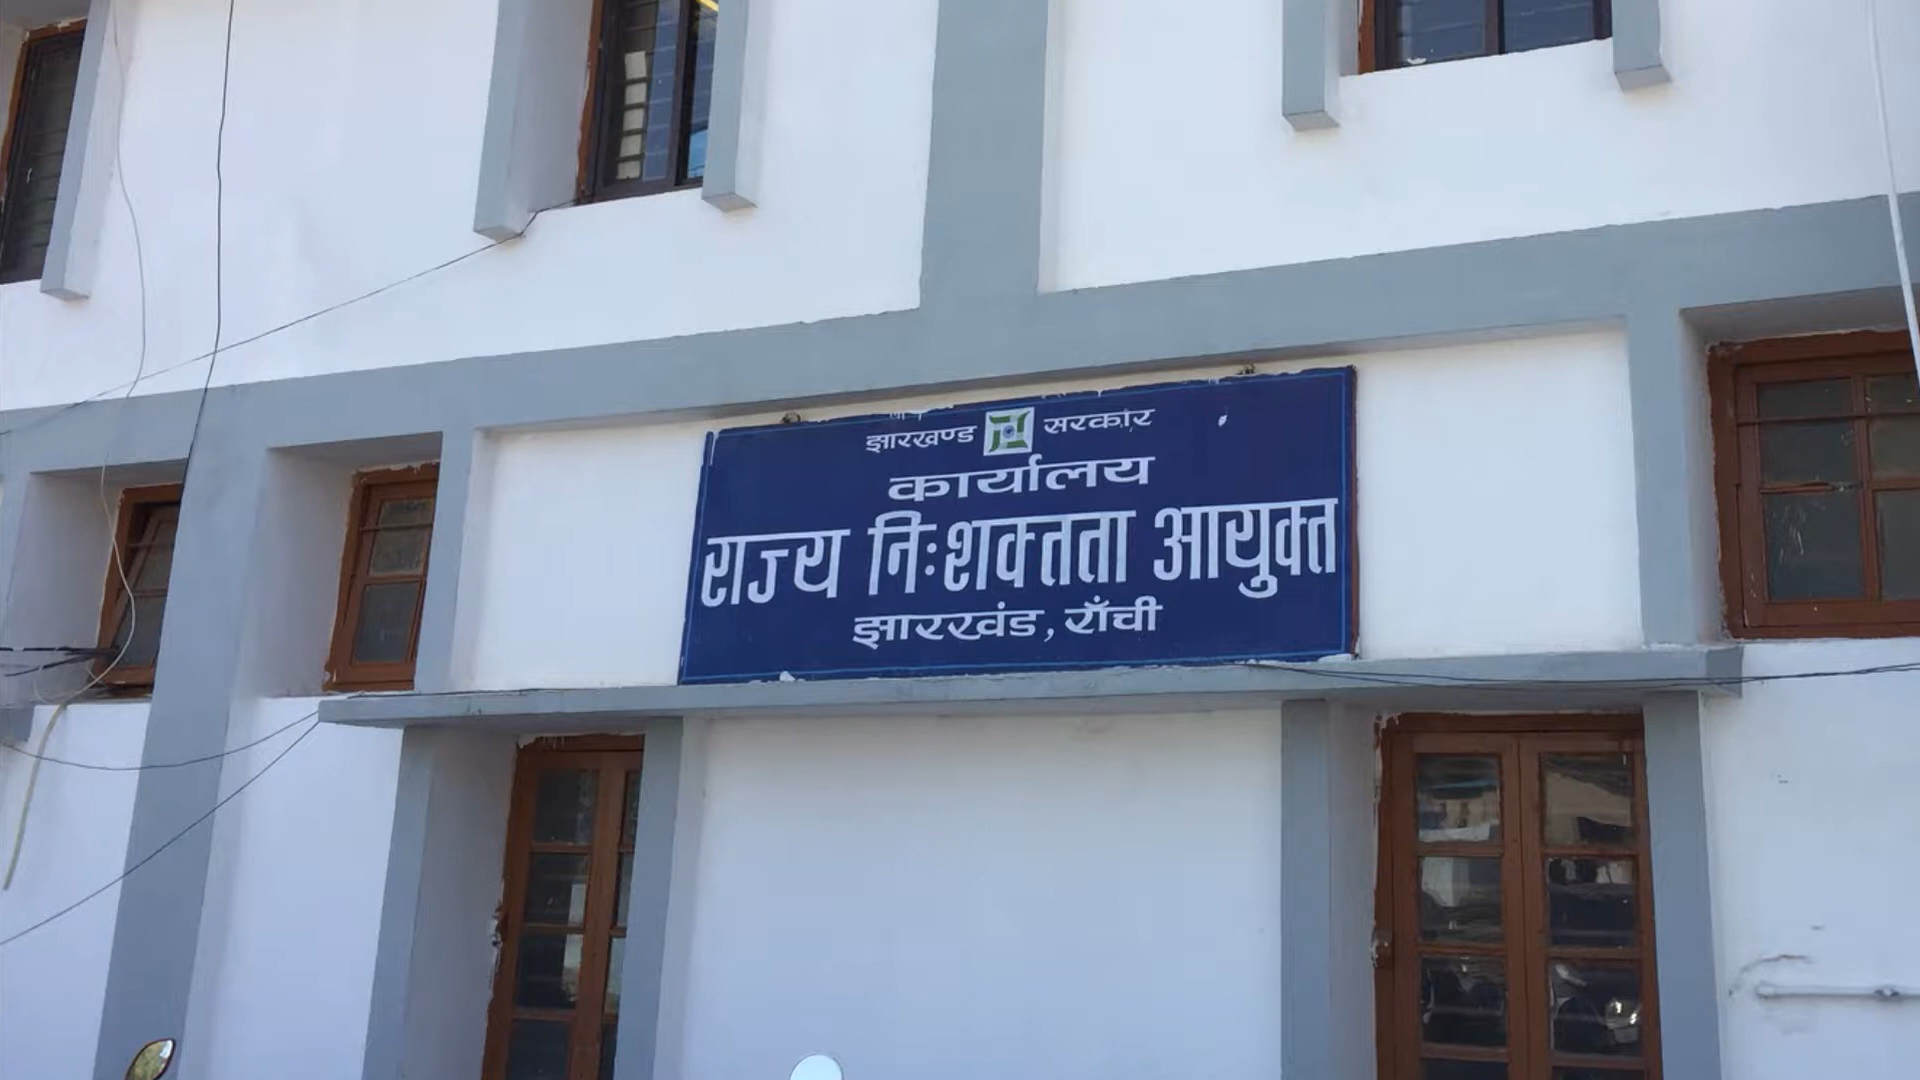 झारखण्ड सरकार
कार्यालय
राज्य निःशक्तता आयुक्त
झारखंड, राँची